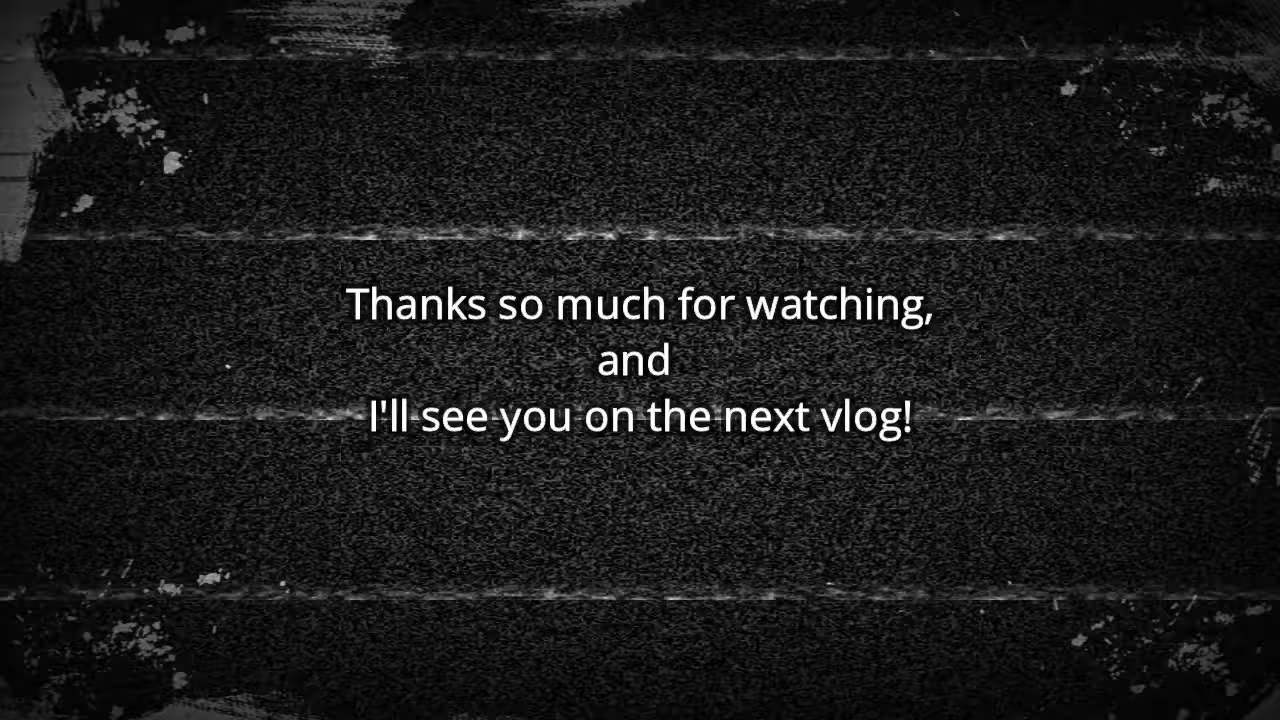 Thanks so much for watching,
and
I'll see you on the next vlog!